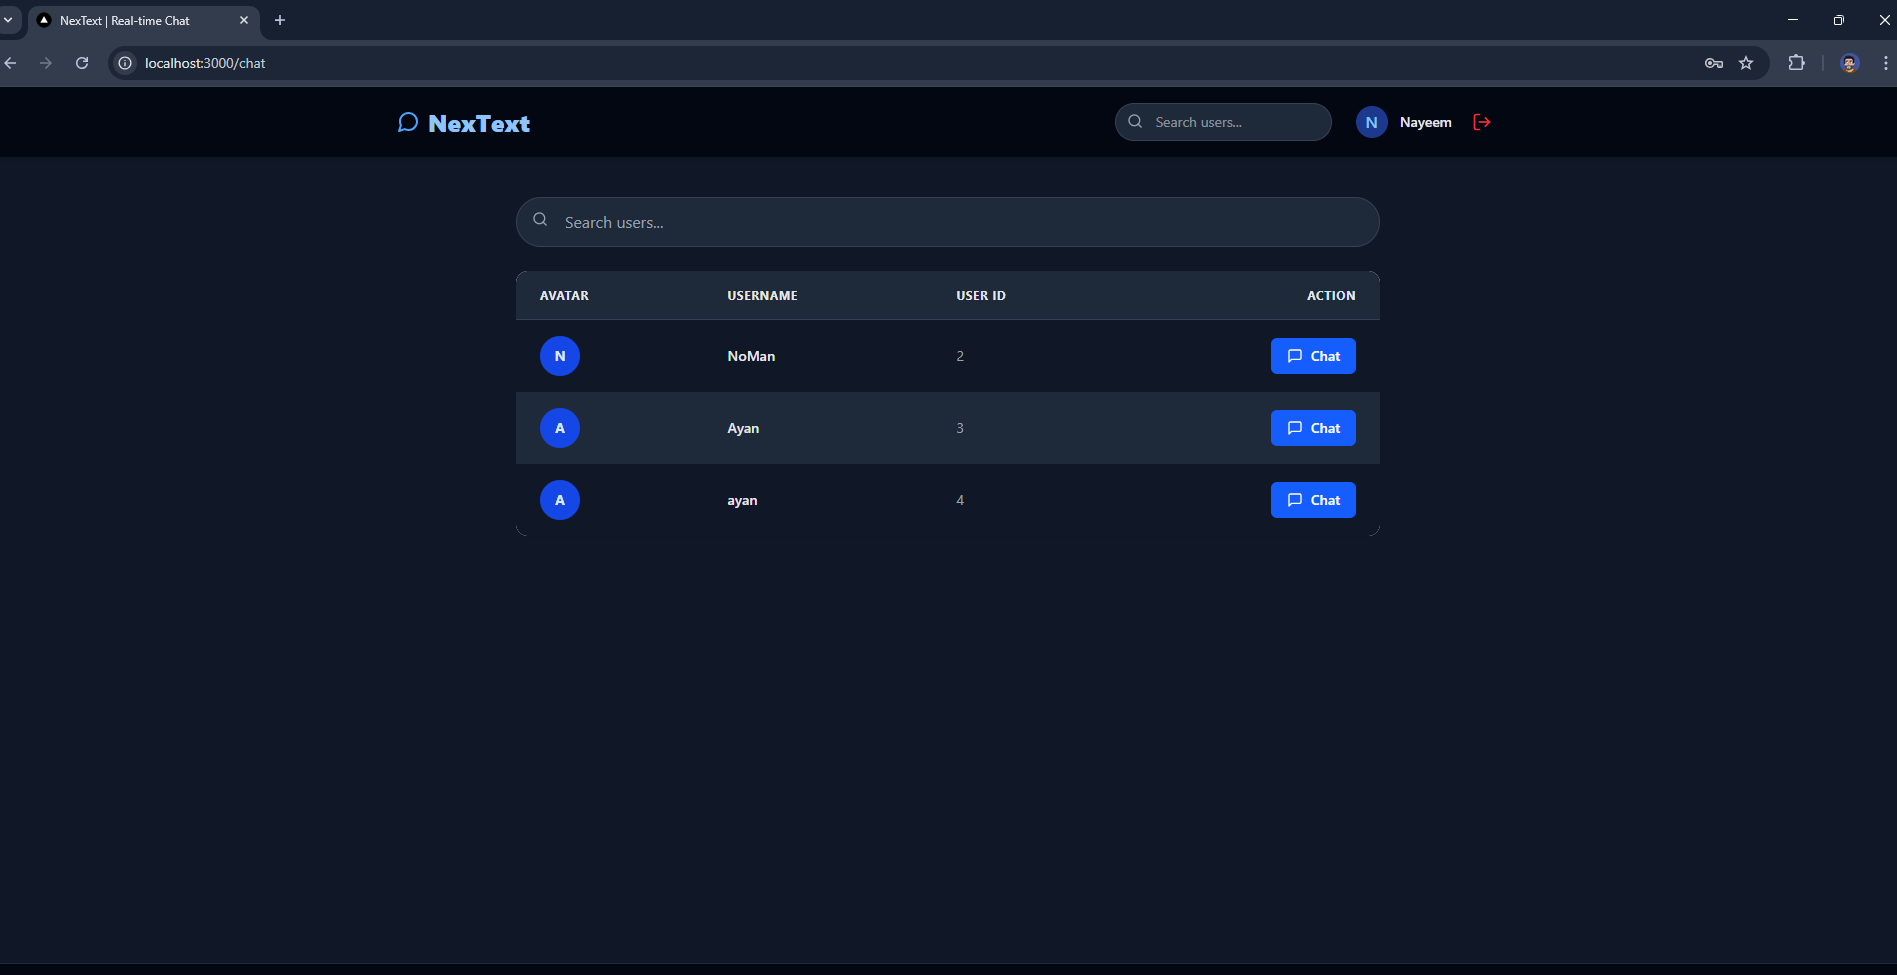 NexText | Real-time Chat
localhost:3000/chat
NexText
Search users...
N
Nayeem
Search users...
AVATAR USERNAME USER ID ACTION
N NoMan 2 Chat
A Ayan 3 Chat
A ayan 4 Chat